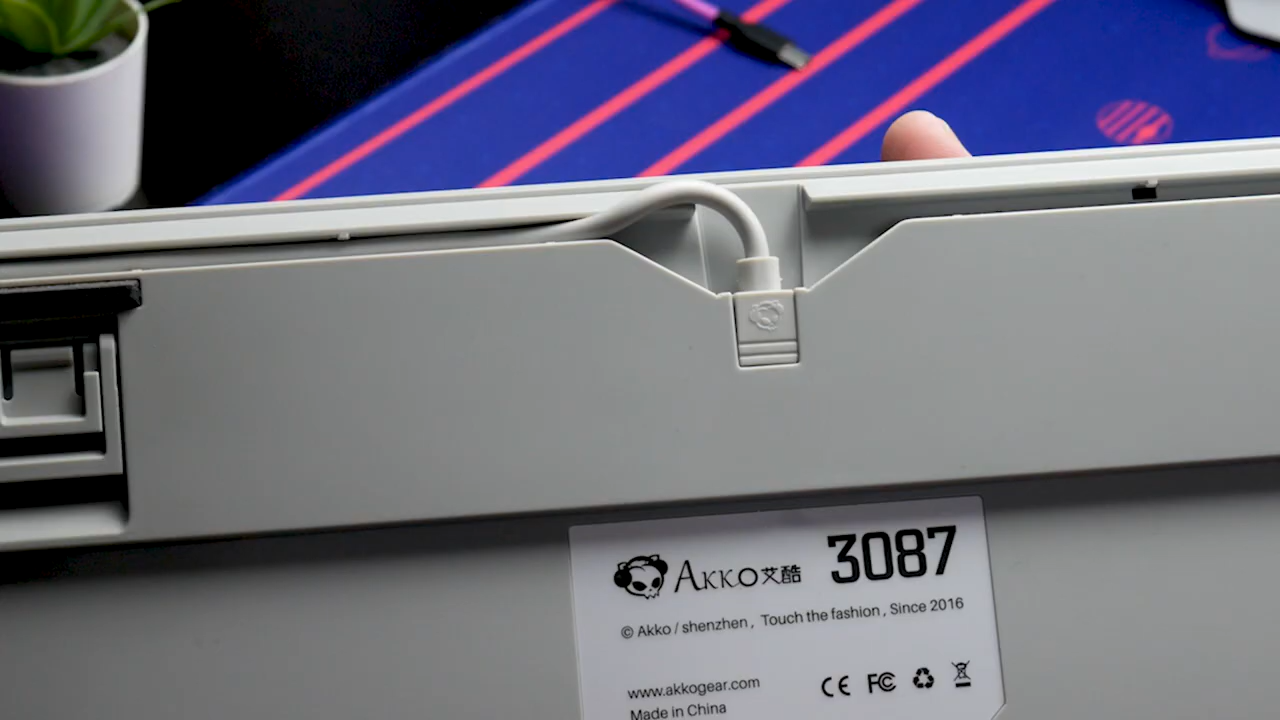 AKKO艾酷 3087
© Akko / shenzhen , Touch the fashion , Since 2016
www.akkogear.com
CE FC
Made in China